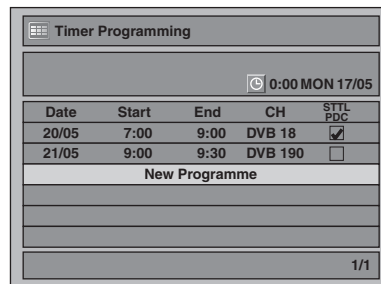 Timer Programming
0:00 MON 17/05
Date Start End CH STTL PDC
20/05 7:00 9:00 DVB 18
21/05 9:00 9:30 DVB 190
New Programme
1/1